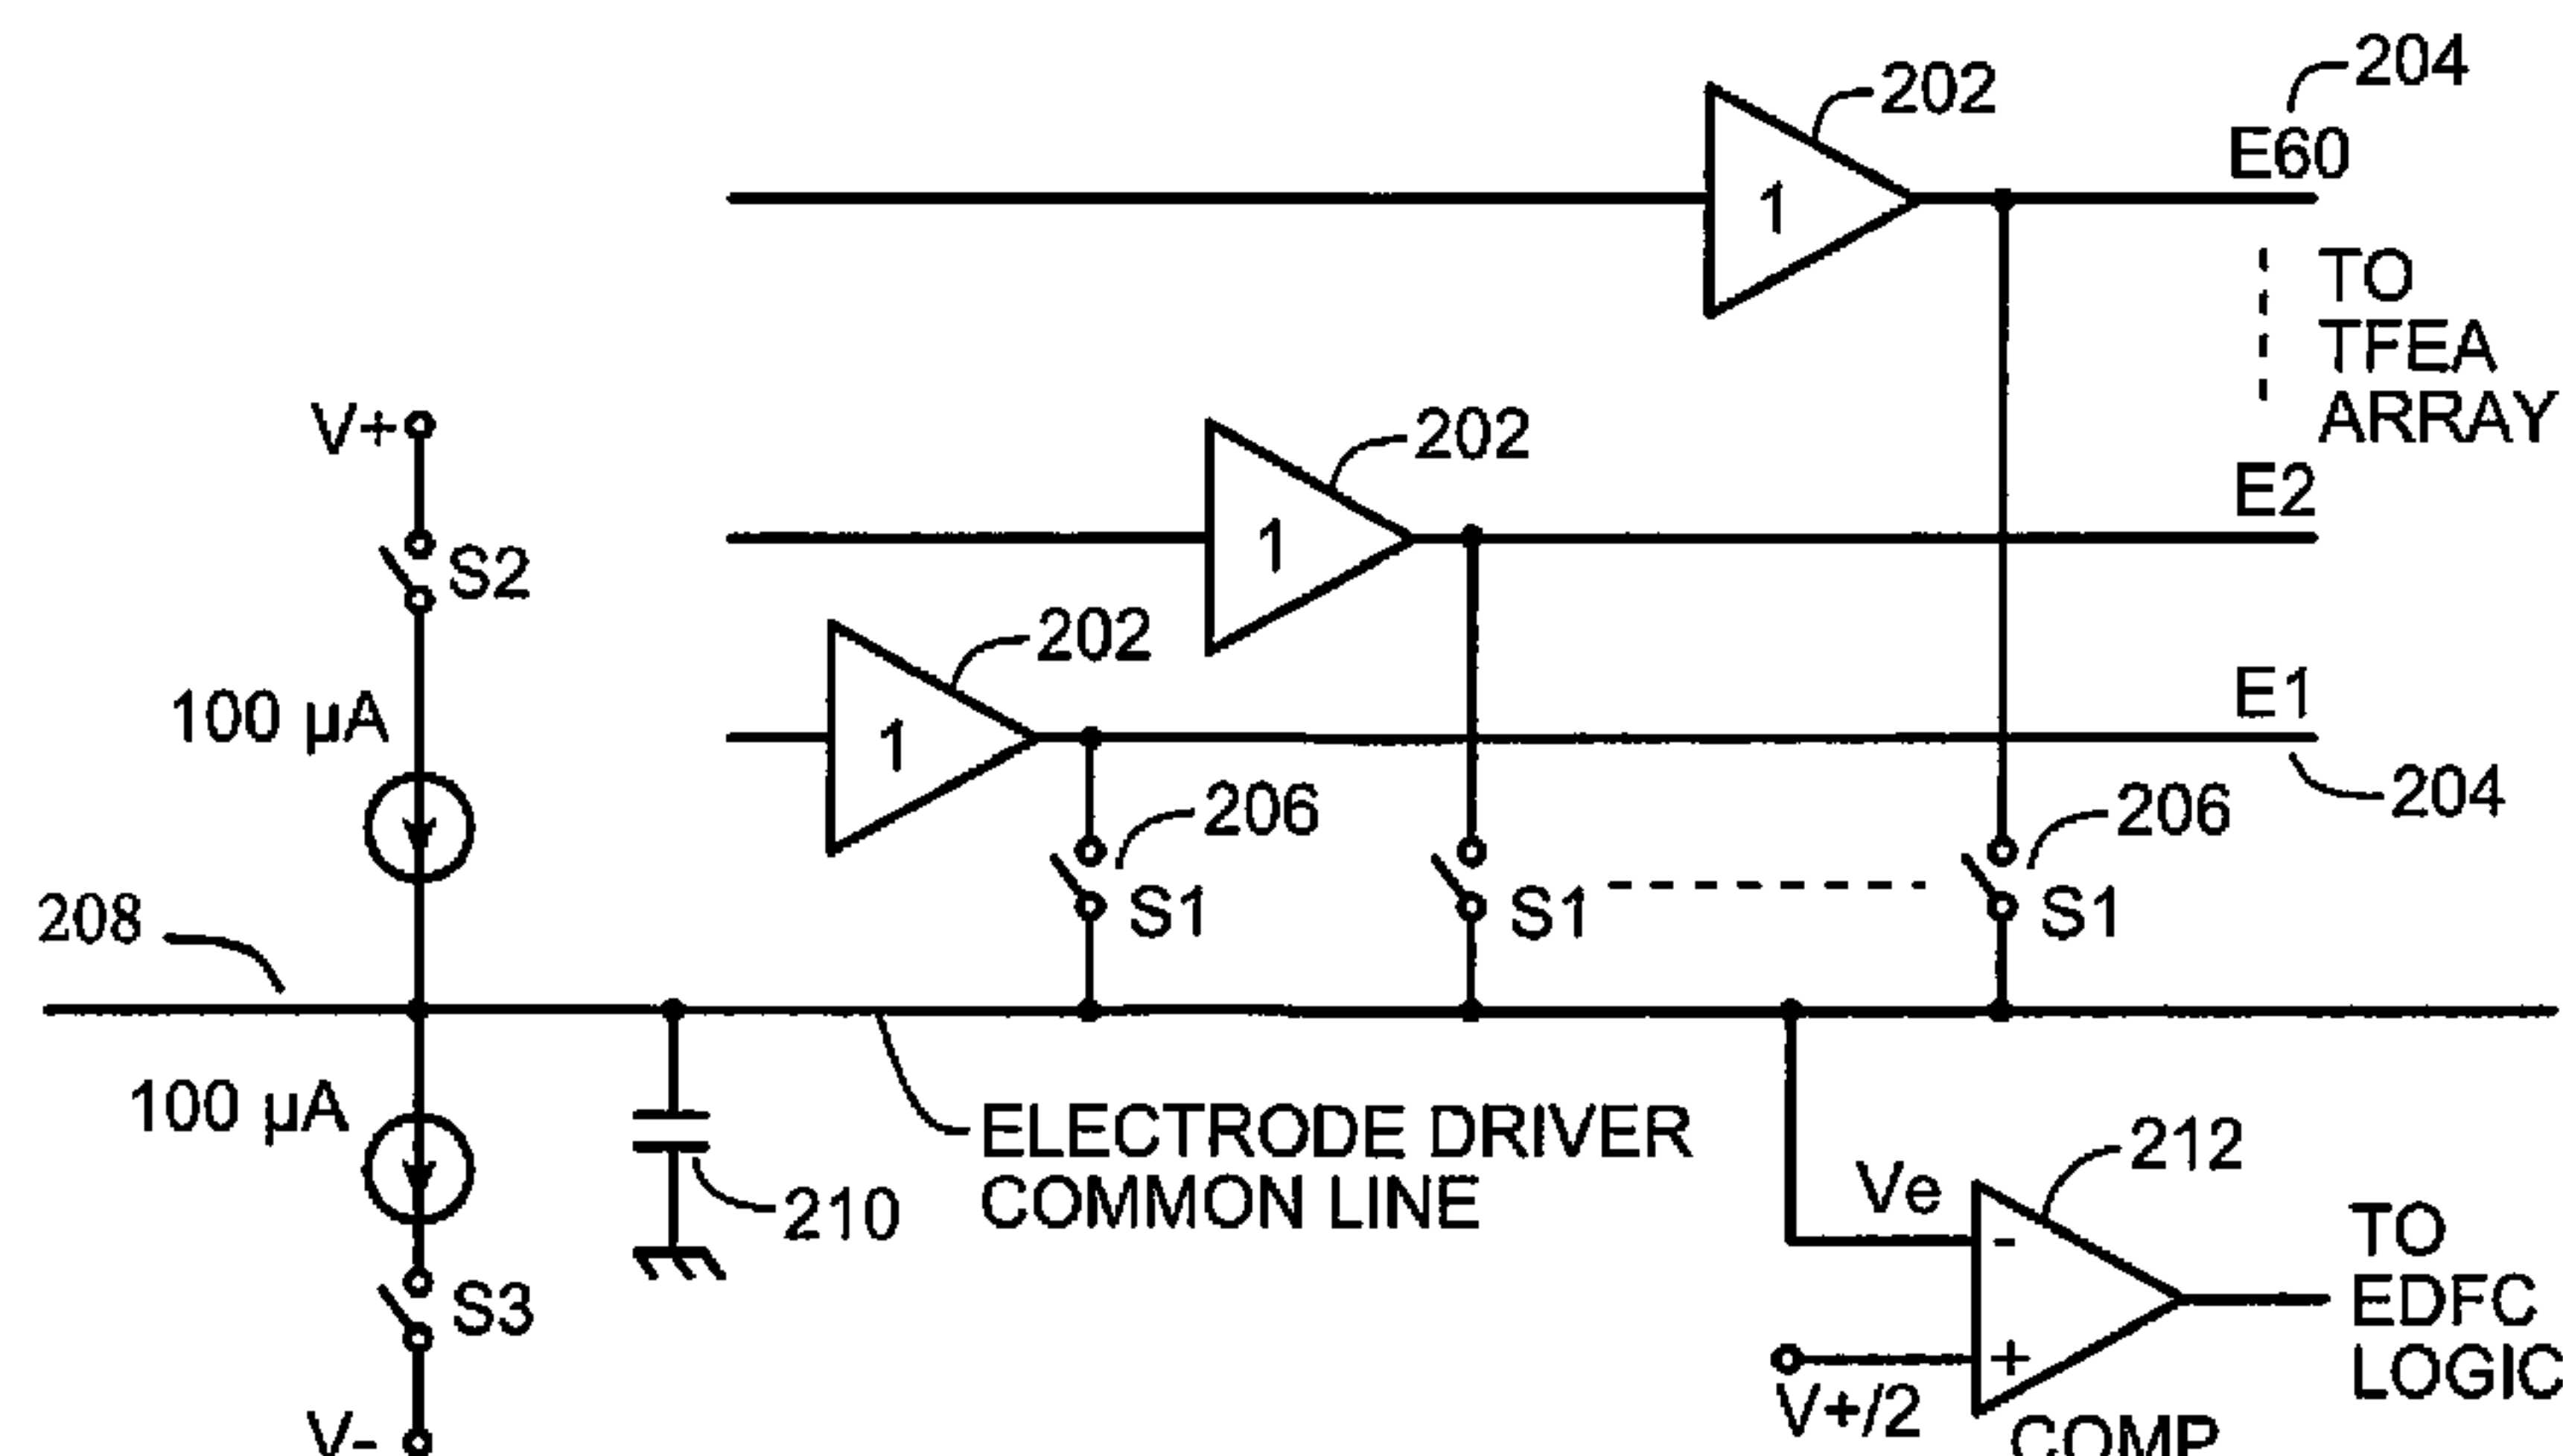 204
202
E60
1
TO
TFEA
ARRAY
V+
202
E2
S2
1
202
E1
100 µA
1
204
206
206
208
S1
S1
S1
100 µA
ELECTRODE DRIVER
COMMON LINE
210
212
Ve
-
TO
EDFC
LOGIC
S3
+
V+/2
V-
COMP